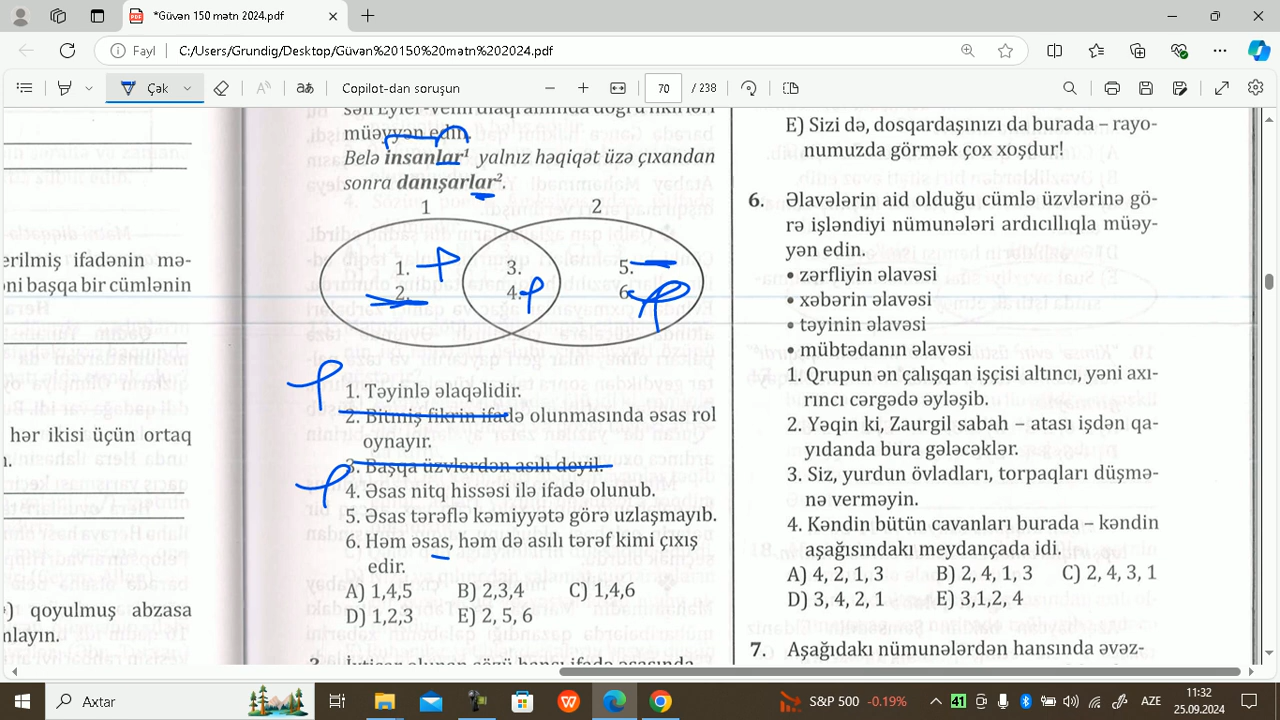 *Güvən 150 mətn 2024.pdf
Fayl C:/Users/Grundig/Desktop/Güvən%20150%20mətn%202024.pdf
Çək aあ Copilot-dan soruşun 70 / 238
müəyyən edin.
Belə insanlar¹ yalnız həqiqət üzə çıxandan
sonra danışarlar².
1 2
1. 3. 5.
2. 4. 6.
1. Təyinlə əlaqəlidir.
2. Bitmiş fikrin ifadə olunmasında əsas rol
oynayır.
3. Başqa üzvlərdən asılı deyil.
4. Əsas nitq hissəsi ilə ifadə olunub.
5. Əsas tərəflə kəmiyyətə görə uzlaşmayıb.
6. Həm əsas, həm də asılı tərəf kimi çıxış
edir.
A) 1,4,5 B) 2,3,4 C) 1,4,6
D) 1,2,3 E) 2, 5, 6
erilmiş ifadənin mə-
ni başqa bir cümlənin
hər ikisi üçün ortaq
qoyulmuş abzasa
nlayın.
E) Sizi də, dosqardaşınızı da burada – rayo-
numuzda görmək çox xoşdur!
6. Əlavələrin aid olduğu cümlə üzvlərinə gö-
rə işləndiyi nümunələri ardıcıllıqla müəy-
yən edin.
• zərfliyin əlavəsi
• xəbərin əlavəsi
• təyinin əlavəsi
• mübtədanın əlavəsi
1. Qrupun ən çalışqan işçisi altıncı, yəni axı-
rıncı cərgədə əyləşib.
2. Yəqin ki, Zaurgil sabah – atası işdən qa-
yıdanda bura gələcəklər.
3. Siz, yurdun övladları, torpaqları düşmə-
nə verməyin.
4. Kəndin bütün cavanları burada – kəndin
aşağısındakı meydançada idi.
A) 4, 2, 1, 3 B) 2, 4, 1, 3 C) 2, 4, 3, 1
D) 3, 4, 2, 1 E) 3,1,2, 4
7. Aşağıdakı nümunələrdən hansında əvəz-
Axtar S&P 500 -0.19% 41 AZE 11:32
25.09.2024